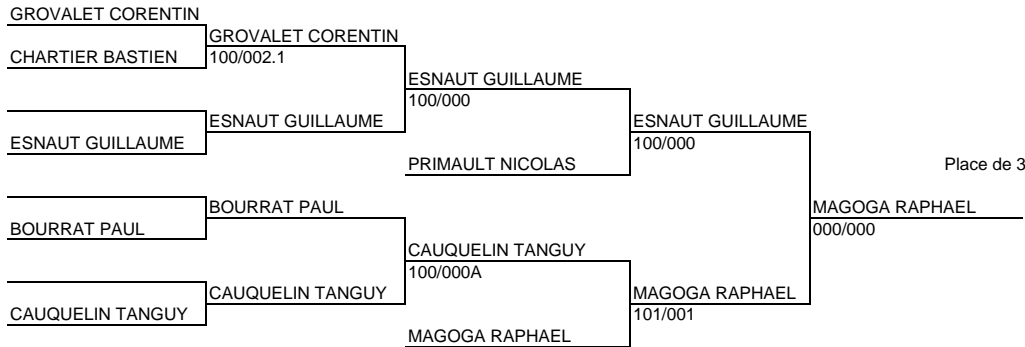 GROVALET CORENTIN
GROVALET CORENTIN
CHARTIER BASTIEN
100/002.1
ESNAUT GUILLAUME
100/000
ESNAUT GUILLAUME
ESNAUT GUILLAUME
ESNAUT GUILLAUME
100/000
PRIMAULT NICOLAS
Place de 3
BOURRAT PAUL
MAGOGA RAPHAEL
BOURRAT PAUL
000/000
CAUQUELIN TANGUY
100/000A
CAUQUELIN TANGUY
MAGOGA RAPHAEL
CAUQUELIN TANGUY
101/001
MAGOGA RAPHAEL